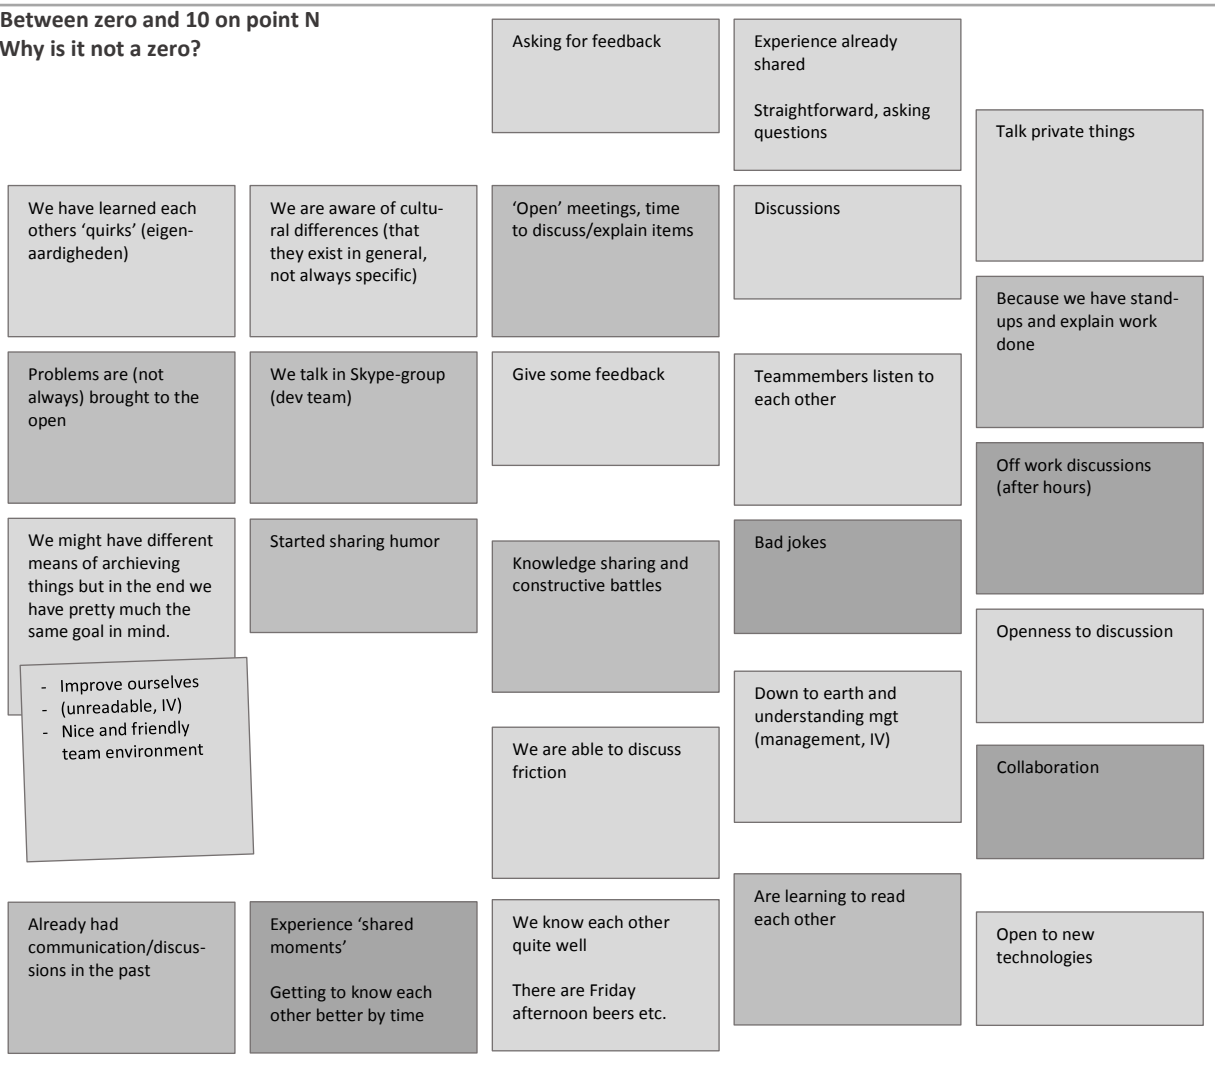 Between zero and 10 on point N
Why is it not a zero?
Asking for feedback
Experience already
shared
Straightforward, asking
questions
Talk private things
We have learned each
others ‘quirks’ (eigen-
aardigheden)
We are aware of cultu-
ral differences (that
they exist in general,
not always specific)
‘Open’ meetings, time
to discuss/explain items
Discussions
Because we have stand-
ups and explain work
done
Problems are (not
always) brought to the
open
We talk in Skype-group
(dev team)
Give some feedback
Teammembers listen to
each other
Off work discussions
(after hours)
We might have different
means of archieving
things but in the end we
have pretty much the
same goal in mind.
Started sharing humor
Knowledge sharing and
constructive battles
Bad jokes
Openness to discussion
- Improve ourselves
- (unreadable, IV)
- Nice and friendly
team environment
We are able to discuss
friction
Down to earth and
understanding mgt
(management, IV)
Collaboration
Already had
communication/discus-
sions in the past
Experience ‘shared
moments’
Getting to know each
other better by time
We know each other
quite well
There are Friday
afternoon beers etc.
Are learning to read
each other
Open to new
technologies